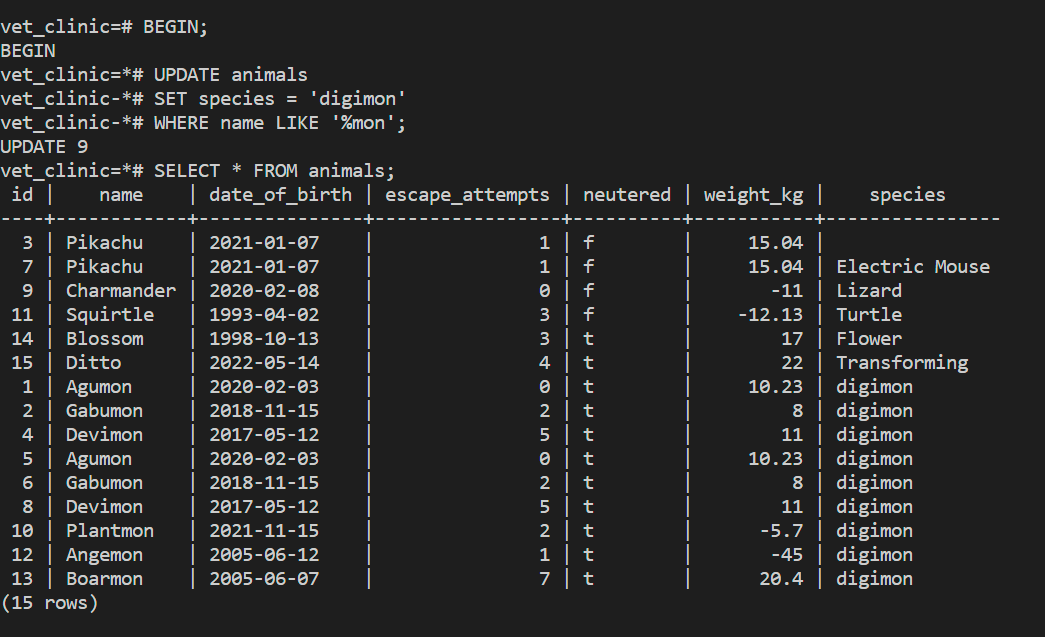 vet_clinic=# BEGIN;
BEGIN
vet_clinic=*# UPDATE animals
vet_clinic-*# SET species = 'digimon'
vet_clinic-*# WHERE name LIKE '%mon';
UPDATE 9
vet_clinic=*# SELECT * FROM animals;
 id |    name    | date_of_birth | escape_attempts | neutered | weight_kg |    species
----+------------+---------------+-----------------+----------+-----------+----------------
  3 | Pikachu    | 2021-01-07    |               1 | f        |     15.04 |
  7 | Pikachu    | 2021-01-07    |               1 | f        |     15.04 | Electric Mouse
  9 | Charmander | 2020-02-08    |               0 | f        |       -11 | Lizard
 11 | Squirtle   | 1993-04-02    |               3 | f        |    -12.13 | Turtle
 14 | Blossom    | 1998-10-13    |               3 | t        |        17 | Flower
 15 | Ditto      | 2022-05-14    |               4 | t        |        22 | Transforming
  1 | Agumon     | 2020-02-03    |               0 | t        |     10.23 | digimon
  2 | Gabumon    | 2018-11-15    |               2 | t        |         8 | digimon
  4 | Devimon    | 2017-05-12    |               5 | t        |        11 | digimon
  5 | Agumon     | 2020-02-03    |               0 | t        |     10.23 | digimon
  6 | Gabumon    | 2018-11-15    |               2 | t        |         8 | digimon
  8 | Devimon    | 2017-05-12    |               5 | t        |        11 | digimon
 10 | Plantmon   | 2021-11-15    |               2 | t        |      -5.7 | digimon
 12 | Angemon    | 2005-06-12    |               1 | t        |       -45 | digimon
 13 | Boarmon    | 2005-06-07    |               7 | t        |      20.4 | digimon
(15 rows)